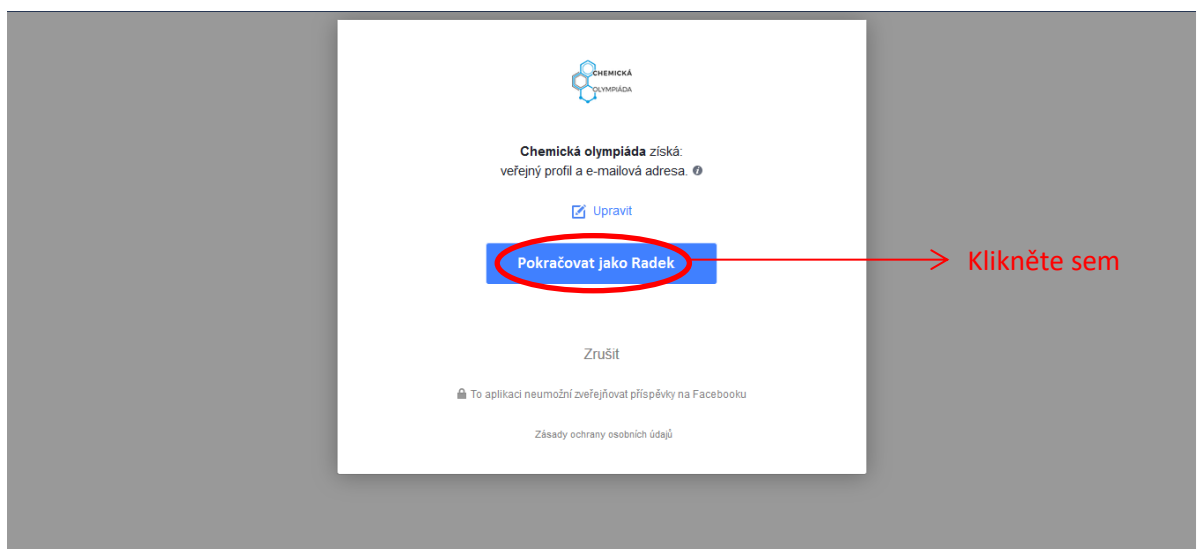 CHEMICKÁ
OLYMPIÁDA
Chemická olympiáda získá:
veřejný profil a e-mailová adresa.
Upravit
Pokračovat jako Radek
Klikněte sem
Zrušit
To aplikaci neumožní zveřejňovat příspěvky na Facebooku
Zásady ochrany osobních údajů